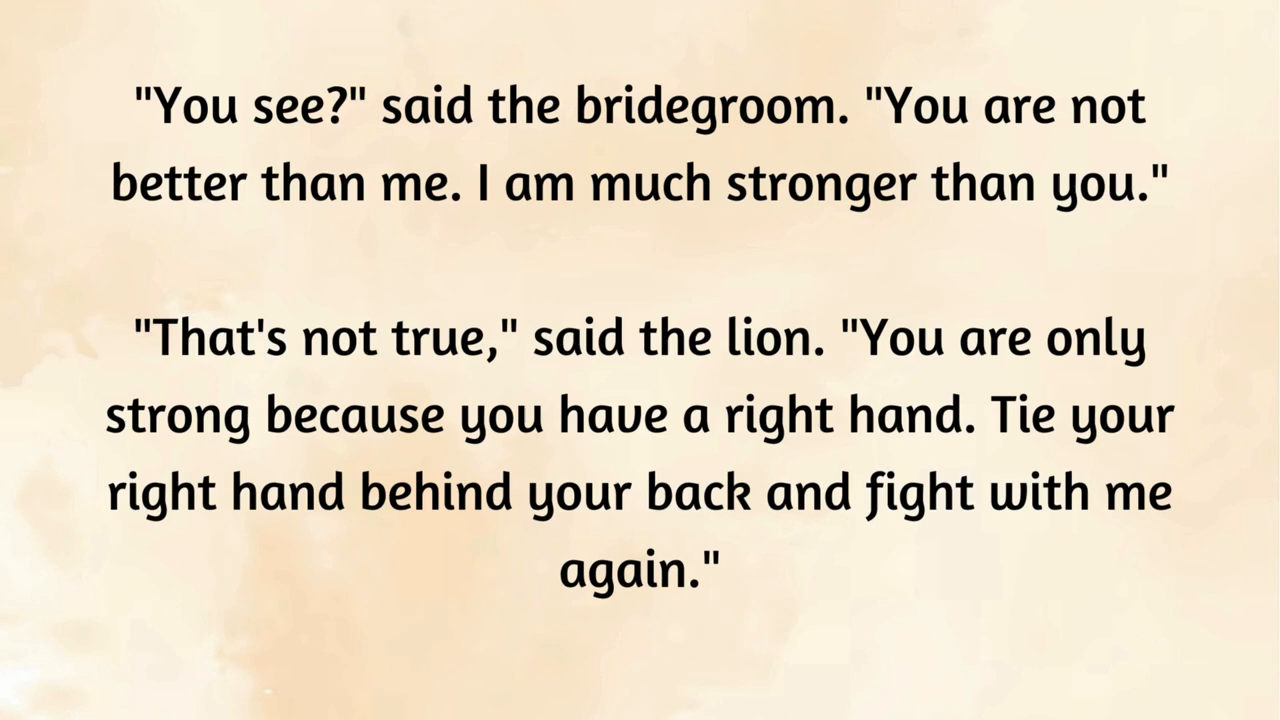 "You see?" said the bridegroom. "You are not
better than me. I am much stronger than you."
"That's not true," said the lion. "You are only
strong because you have a right hand. Tie your
right hand behind your back and fight with me
again."